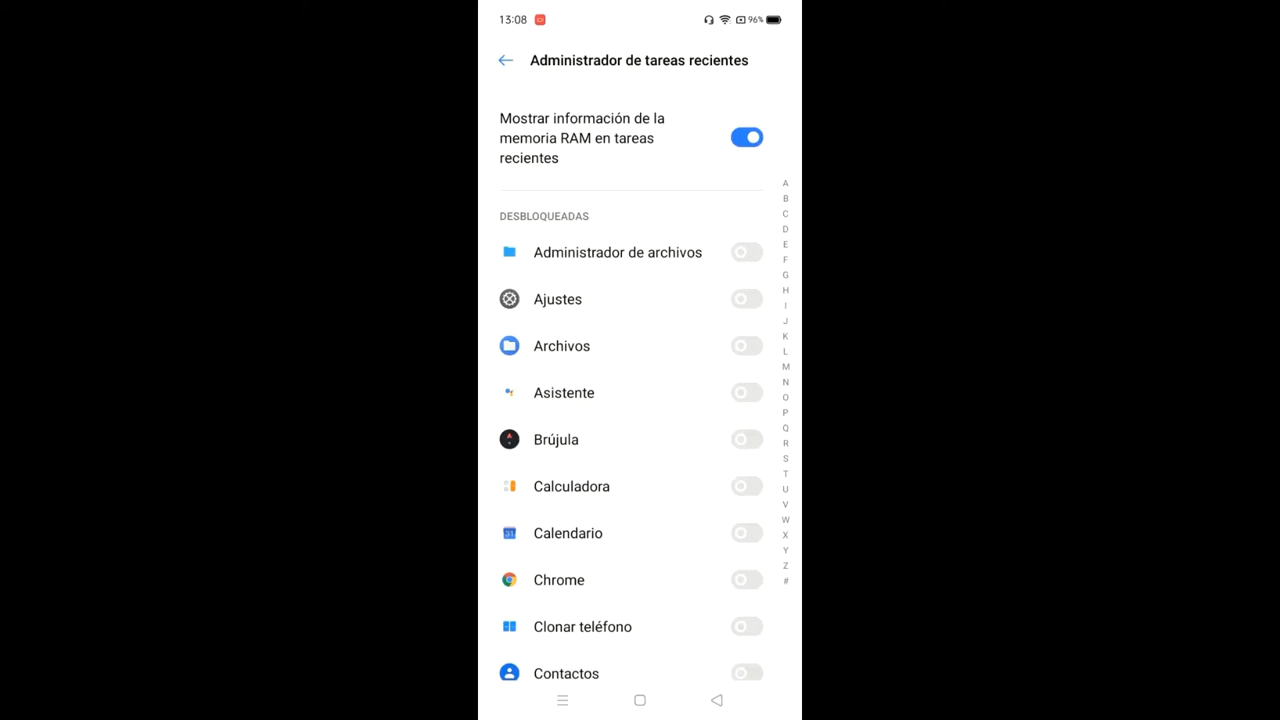 13:08 96%
Administrador de tareas recientes
Mostrar información de la
memoria RAM en tareas
recientes
DESBLOQUEADAS
Administrador de archivos
Ajustes
Archivos
Asistente
Brújula
Calculadora
31 Calendario
Chrome
Clonar teléfono
Contactos
A
B
C
D
E
F
G
H
I
J
K
L
M
N
O
P
Q
R
S
T
U
V
W
X
Y
Z
#